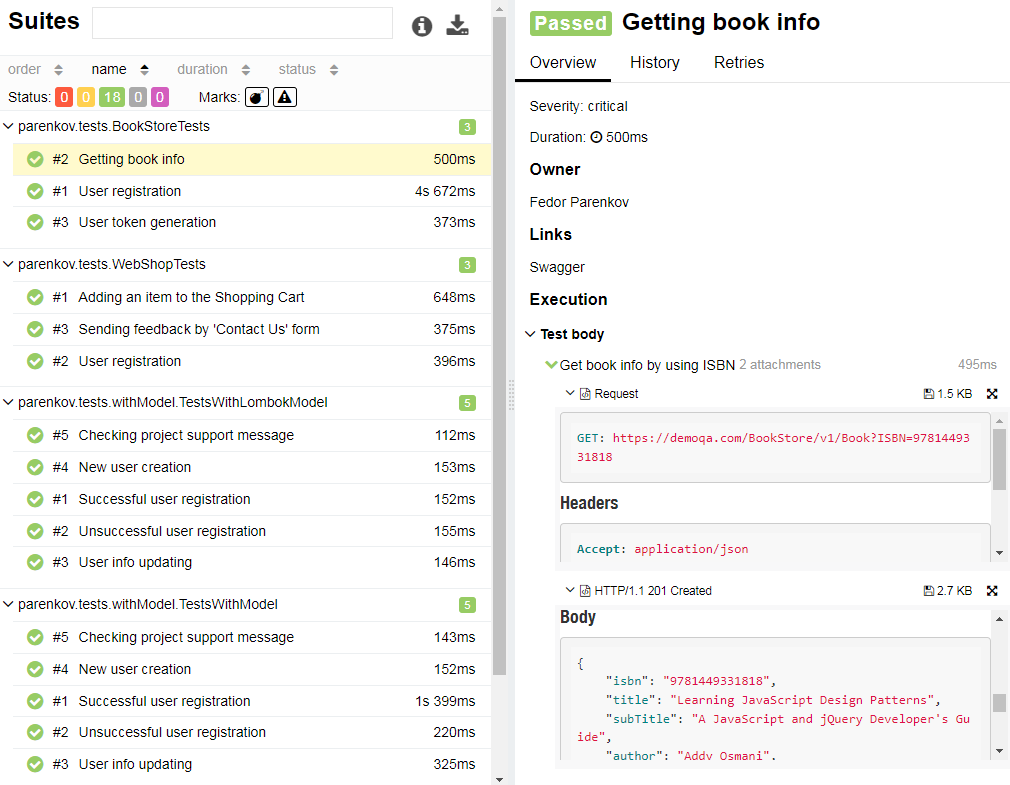 Suites
order name duration status
Status: 0 0 18 0 0 Marks:
parenkov.tests.BookStoreTests 3
#2 Getting book info 500ms
#1 User registration 4s 672ms
#3 User token generation 373ms
parenkov.tests.WebShopTests 3
#1 Adding an item to the Shopping Cart 648ms
#3 Sending feedback by 'Contact Us' form 375ms
#2 User registration 396ms
parenkov.tests.withModel.TestsWithLombokModel 5
#5 Checking project support message 112ms
#4 New user creation 153ms
#1 Successful user registration 152ms
#2 Unsuccessful user registration 155ms
#3 User info updating 146ms
parenkov.tests.withModel.TestsWithModel 5
#5 Checking project support message 143ms
#4 New user creation 152ms
#1 Successful user registration 1s 399ms
#2 Unsuccessful user registration 220ms
#3 User info updating 325ms
Passed Getting book info
Overview History Retries
Severity: critical
Duration: 500ms
Owner
Fedor Parenkov
Links
Swagger
Execution
Test body
Get book info by using ISBN 2 attachments 495ms
Request 1.5 KB
GET: https://demoqa.com/BookStore/v1/Book?ISBN=97814493
31818
Headers
Accept: application/json
HTTP/1.1 201 Created 2.7 KB
Body
{
"isbn": "9781449331818",
"title": "Learning JavaScript Design Patterns",
"subTitle": "A JavaScript and jQuery Developer's Gu
ide",
"author": "Addy Osmani",